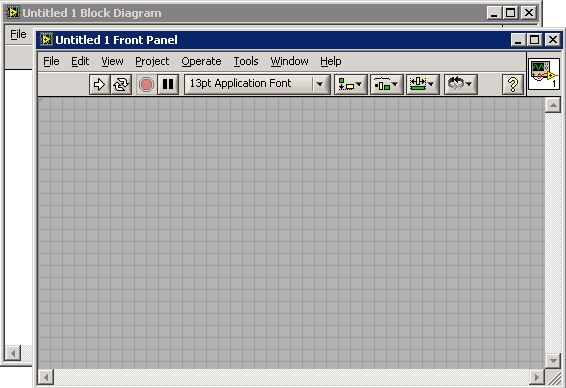 Untitled 1 Block Diagram
File
Untitled 1 Front Panel
File Edit View Project Operate Tools Window Help
13pt Application Font
?
1